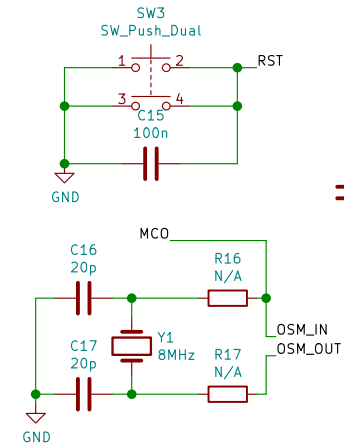 SW3
SW_Push_Dual
1 2
RST
3 4
C15
100n
GND
MCO
C16
20p
R16
N/A
Y1
8MHz
OSM_IN
OSM_OUT
C17
20p
R17
N/A
GND